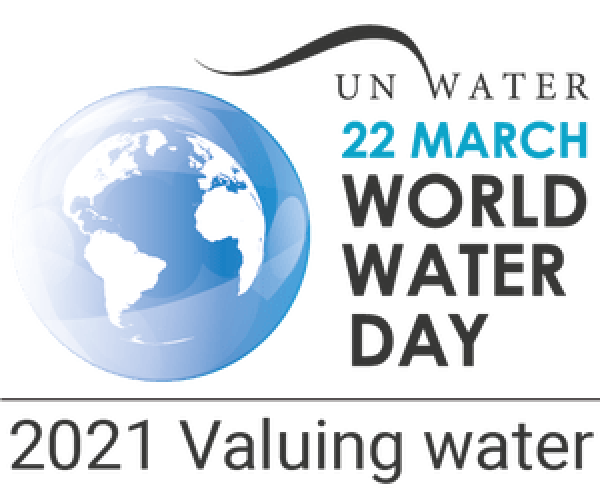 UN WATER
22 MARCH
WORLD
WATER
DAY
2021 Valuing water